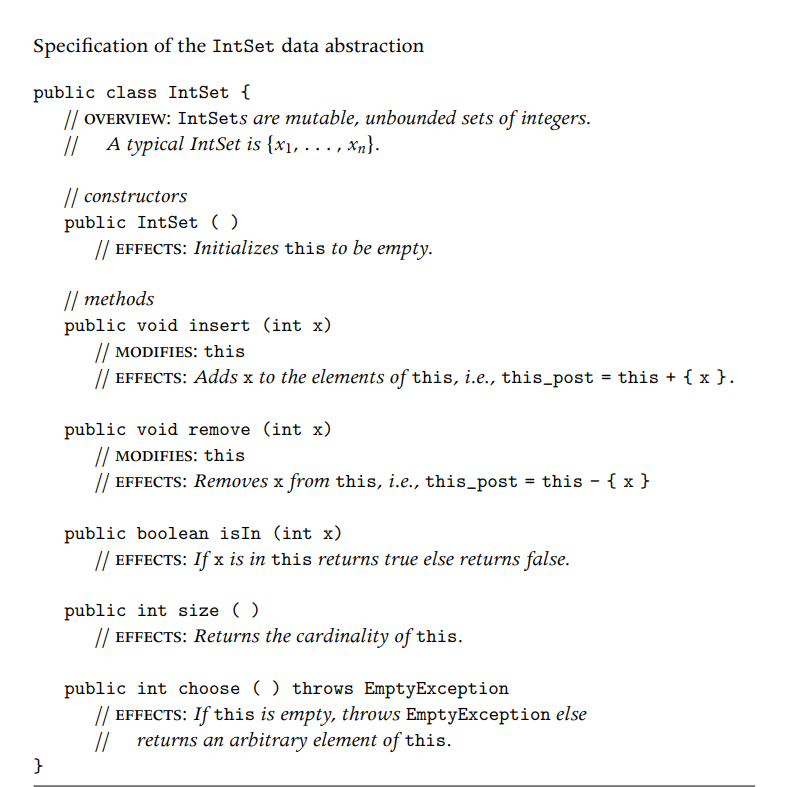 Specification of the IntSet data abstraction
public class IntSet {
// OVERVIEW: IntSets are mutable, unbounded sets of integers.
// A typical IntSet is {x₁, . . . , xₙ}.
// constructors
public IntSet ( )
// EFFECTS: Initializes this to be empty.
// methods
public void insert (int x)
// MODIFIES: this
// EFFECTS: Adds x to the elements of this, i.e., this_post = this + { x }.
public void remove (int x)
// MODIFIES: this
// EFFECTS: Removes x from this, i.e., this_post = this - { x }
public boolean isIn (int x)
// EFFECTS: If x is in this returns true else returns false.
public int size ( )
// EFFECTS: Returns the cardinality of this.
public int choose ( ) throws EmptyException
// EFFECTS: If this is empty, throws EmptyException else
// returns an arbitrary element of this.
}